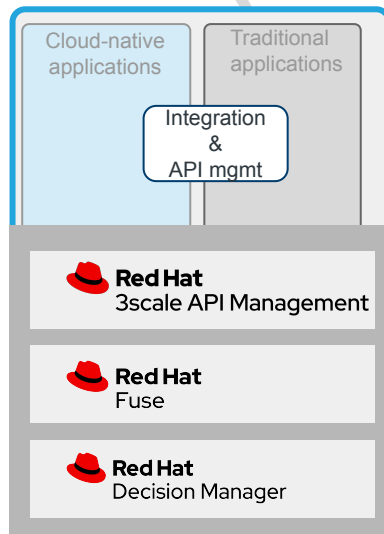 Cloud-native
applications
Traditional
applications
Integration
&
API mgmt
Red Hat
3scale API Management
Red Hat
Fuse
Red Hat
Decision Manager